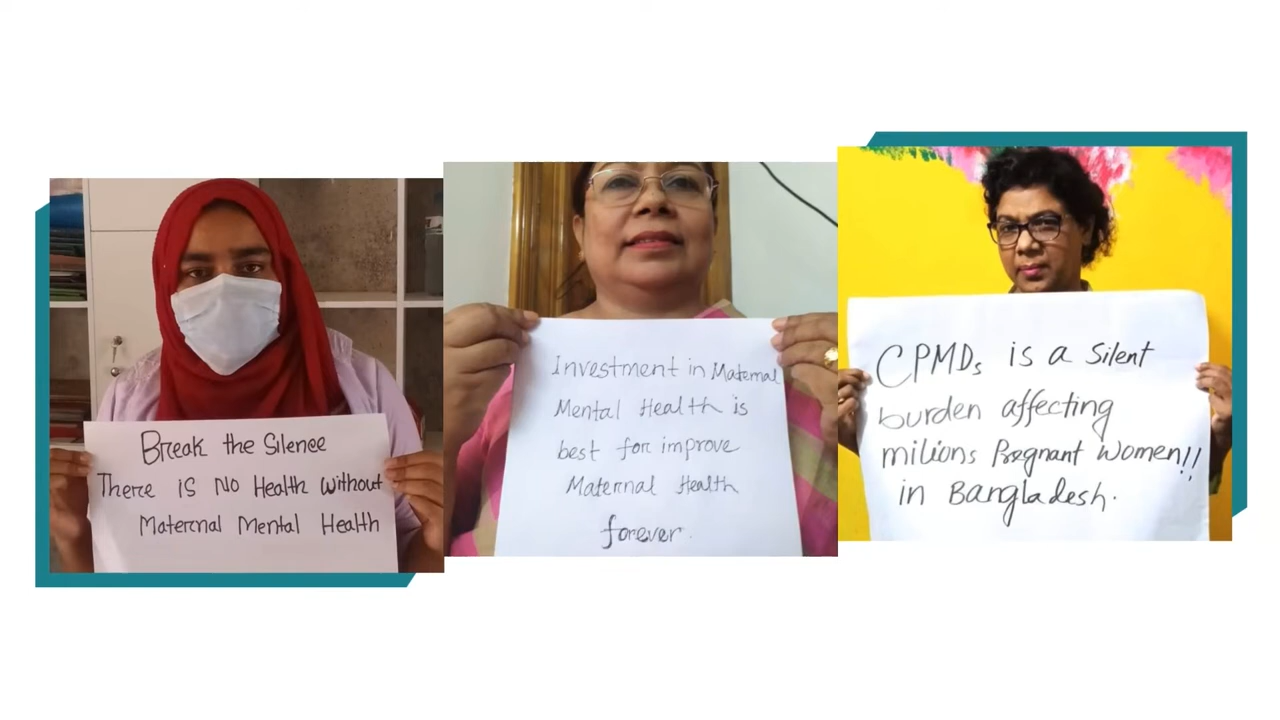 Break the Silence
There is No Health without
Maternal Mental Health
Investment in Maternal
Mental Health is
best for improve
Maternal Health
forever.
CPMDs is a silent
burden affecting
milions Pregnant Women!!
in Bangladesh.